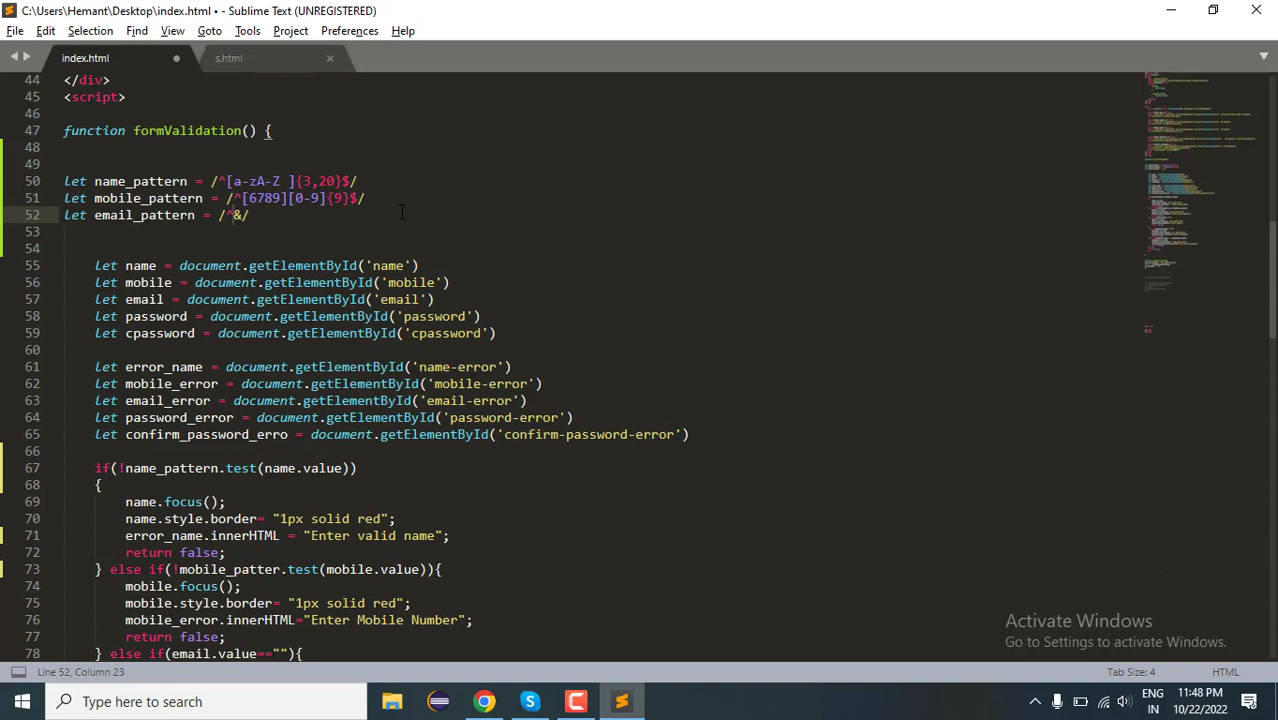 C:\Users\Hemant\Desktop\index.html • - Sublime Text (UNREGISTERED)
File Edit Selection Find View Goto Tools Project Preferences Help
index.html s.html
44 </div>
45 <script>
46
47 function formValidation() {
48
49
50 let name_pattern = /^[a-zA-Z ]{3,20}$/
51 let mobile_pattern = /^[6789][0-9]{9}$/
52 let email_pattern = /^&/
53
54
55 let name = document.getElementById('name')
56 let mobile = document.getElementById('mobile')
57 let email = document.getElementById('email')
58 let password = document.getElementById('password')
59 let cpassword = document.getElementById('cpassword')
60
61 let error_name = document.getElementById('name-error')
62 let mobile_error = document.getElementById('mobile-error')
63 let email_error = document.getElementById('email-error')
64 let password_error = document.getElementById('password-error')
65 let confirm_password_erro = document.getElementById('confirm-password-error')
66
67 if(!name_pattern.test(name.value))
68 {
69 name.focus();
70 name.style.border= "1px solid red";
71 error_name.innerHTML = "Enter valid name";
72 return false;
73 } else if(!mobile_patter.test(mobile.value)){
74 mobile.focus();
75 mobile.style.border= "1px solid red";
76 mobile_error.innerHTML="Enter Mobile Number";
77 return false;
78 } else if(email.value==""){
Activate Windows
Go to Settings to activate Windows.
Line 52, Column 23 Tab Size: 4 HTML
Type here to search
ENG 11:48 PM
IN 10/22/2022